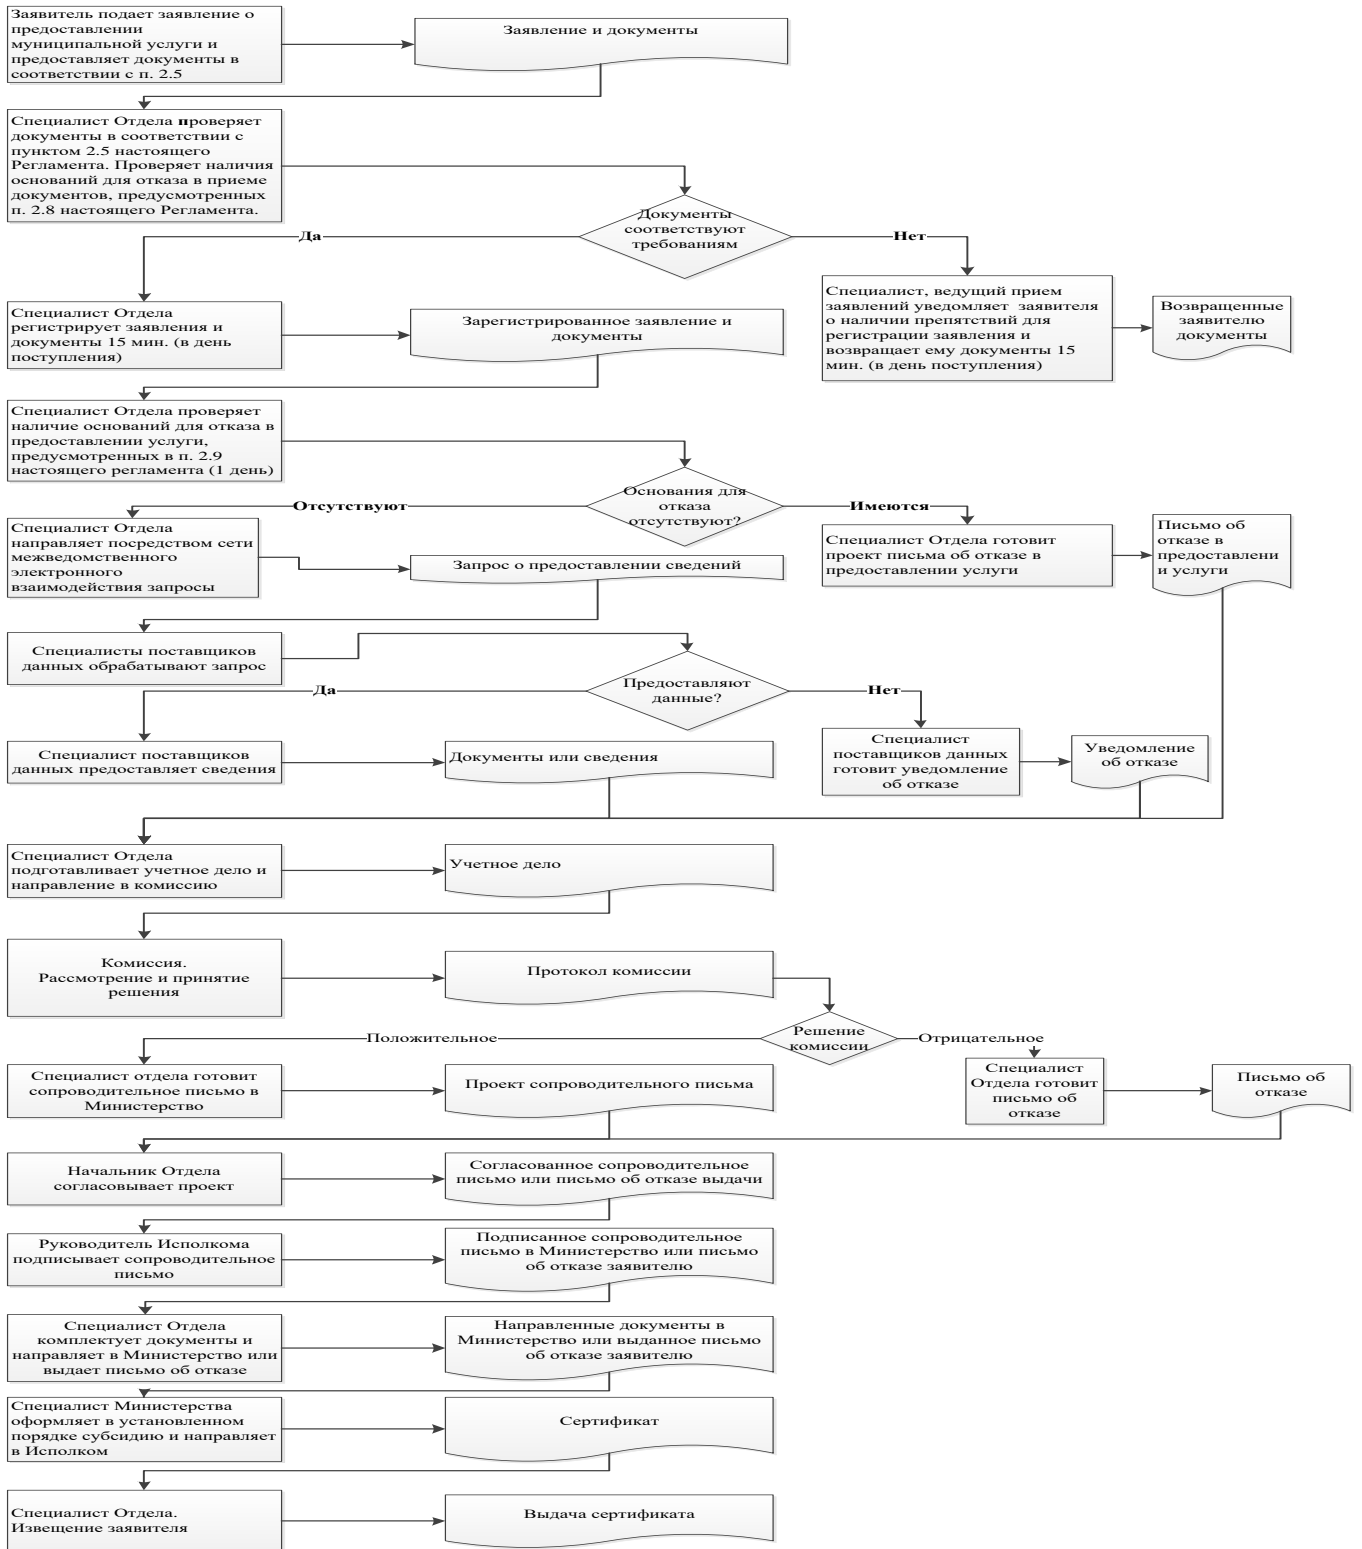 Заявитель подает заявление о
предоставлении
муниципальной услуги и
предоставляет документы в
соответствии с п. 2.5
Заявление и документы
Специалист Отдела проверяет
документы в соответствии с
пунктом 2.5 настоящего
Регламента. Проверяет наличия
оснований для отказа в приеме
документов, предусмотренных
п. 2.8 настоящего Регламента.
Документы
соответствуют
требованиям
Да
Нет
Специалист Отдела
регистрирует заявления и
документы 15 мин. (в день
поступления)
Зарегистрированное заявление и
документы
Специалист, ведущий прием
заявлений уведомляет заявителя
о наличии препятствий для
регистрации заявления и
возвращает ему документы 15
мин. (в день поступления)
Возвращенные
заявителю
документы
Специалист Отдела проверяет
наличие оснований для отказа в
предоставлении услуги,
предусмотренных в п. 2.9
настоящего регламента (1 день)
Основания для
отказа
отсутствуют?
Отсутствуют
Имеются
Специалист Отдела
направляет посредством сети
межведомственного
электронного
взаимодействия запросы
Запрос о предоставлении сведений
Специалист Отдела готовит
проект письма об отказе в
предоставлении услуги
Письмо об
отказе в
предоставлени
и услуги
Специалисты поставщиков
данных обрабатывают запрос
Предоставляют
данные?
Да
Нет
Специалист поставщиков
данных предоставляет сведения
Документы или сведения
Специалист
поставщиков данных
готовит уведомление
об отказе
Уведомление
об отказе
Специалист Отдела
подготавливает учетное дело и
направление в комиссию
Учетное дело
Комиссия.
Рассмотрение и принятие
решения
Протокол комиссии
Решение
комиссии
Положительное
Отрицательное
Специалист отдела готовит
сопроводительное письмо в
Министерство
Проект сопроводительного письма
Специалист
Отдела готовит
письмо об
отказе
Письмо об
отказе
Начальник Отдела
согласовывает проект
Согласованное сопроводительное
письмо или письмо об отказе выдачи
Руководитель Исполкома
подписывает сопроводительное
письмо
Подписанное сопроводительное
письмо в Министерство или письмо
об отказе заявителю
Специалист Отдела
комплектует документы и
направляет в Министерство или
выдает письмо об отказе
Направленные документы в
Министерство или выданное письмо
об отказе заявителю
Специалист Министерства
оформляет в установленном
порядке субсидию и направляет
в Исполком
Сертификат
Специалист Отдела.
Извещение заявителя
Выдача сертификата